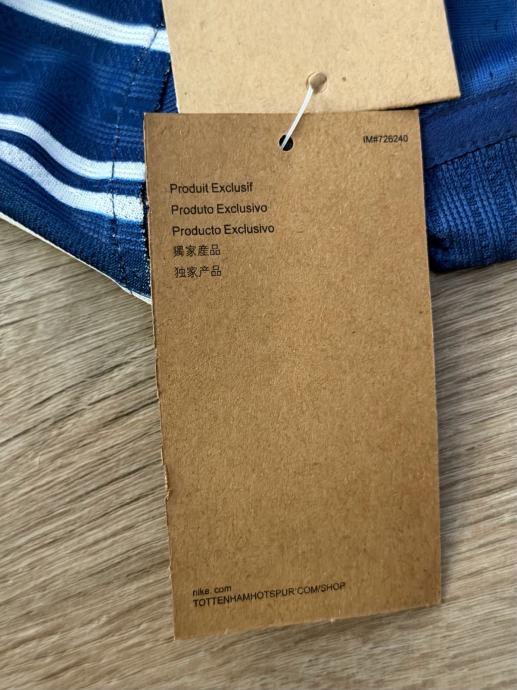 IM#726240
Produit Exclusif
Produto Exclusivo
Producto Exclusivo
獨家産品
独家产品
nike. com
TOTTENHAMHOTSPUR'COM/SHOP